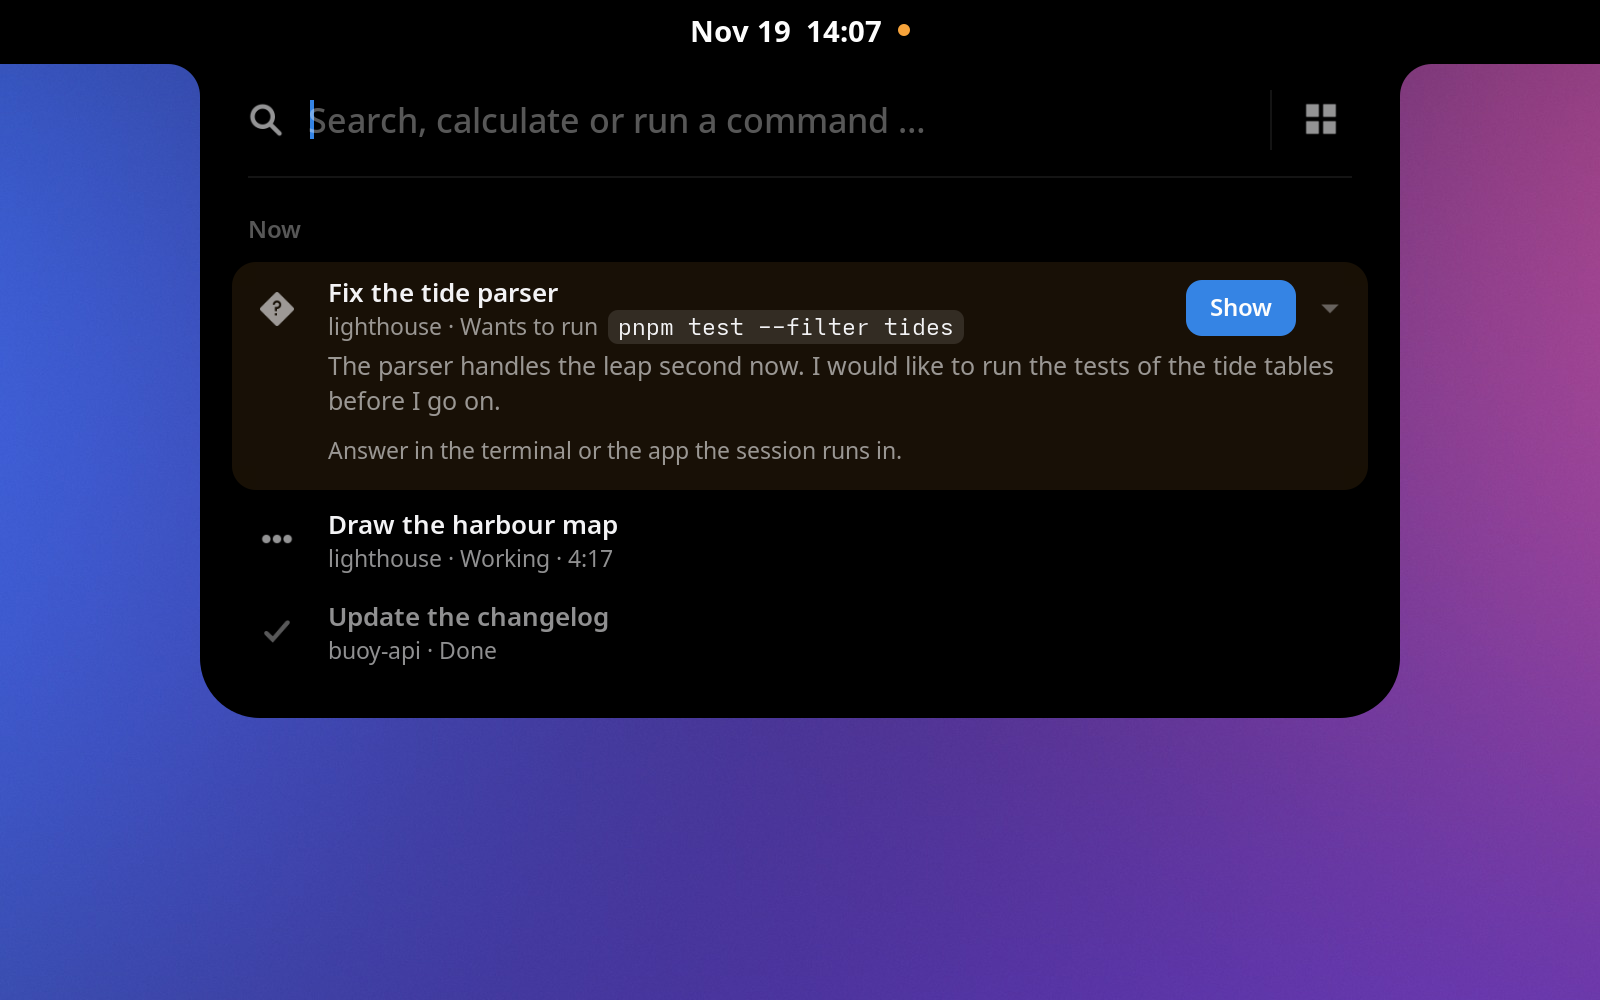 Nov 19 14:07
Search, calculate or run a command ...
Now
Fix the tide parser
Show
lighthouse · Wants to run pnpm test --filter tides
The parser handles the leap second now. I would like to run the tests of the tide tables
before I go on.
Answer in the terminal or the app the session runs in.
Draw the harbour map
lighthouse · Working · 4:17
Update the changelog
buoy-api · Done